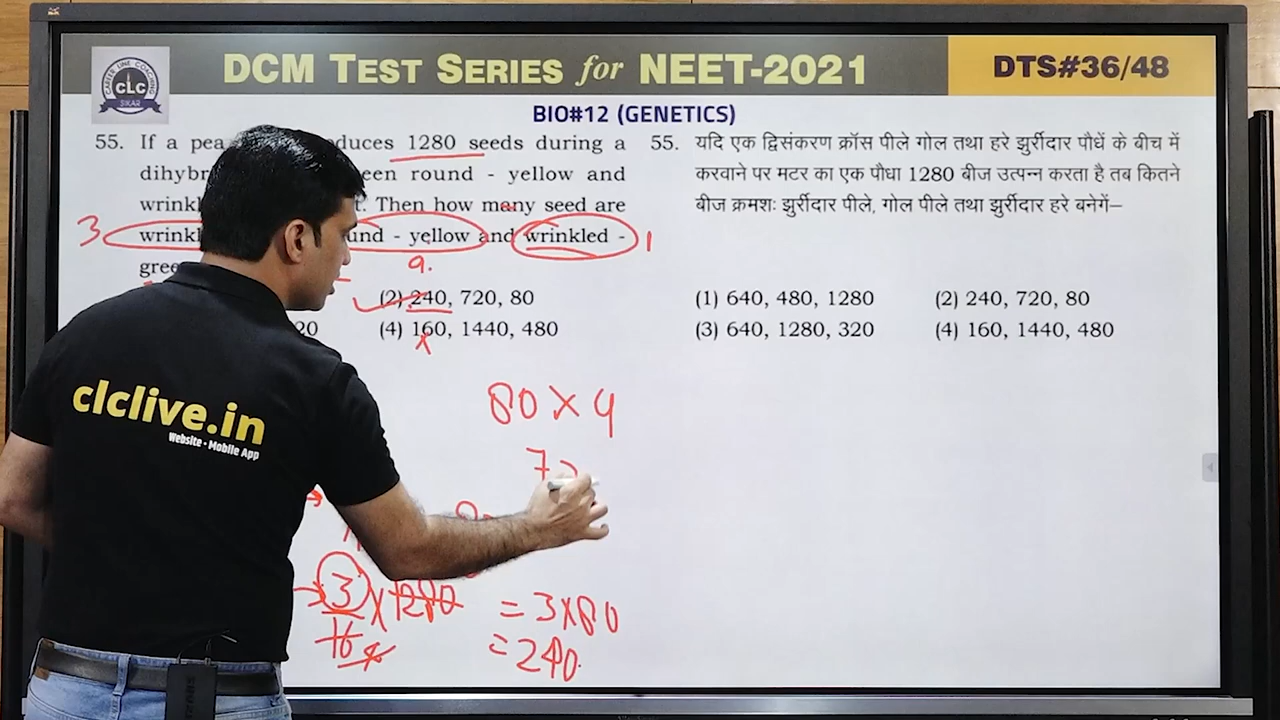 DCM TEST SERIES for NEET-2021
DTS#36/48
CLC
SIKAR
BIO#12 (GENETICS)
55. If a pea duces 1280 seeds during a
dihybr een round - yellow and
wrinkl t. Then how many seed are
wrinkl und - yellow and wrinkled -
gree
(2) 240, 720, 80
20 (4) 160, 1440, 480
3
1
9.
x
55. यदि एक द्विसंकरण क्रॉस पीले गोल तथा हरे झुर्रीदार पौधें के बीच में
करवाने पर मटर का एक पौधा 1280 बीज उत्पन्न करता है तब कितने
बीज क्रमशः झुर्रीदार पीले, गोल पीले तथा झुर्रीदार हरे बनेगें–
(1) 640, 480, 1280 (2) 240, 720, 80
(3) 640, 1280, 320 (4) 160, 1440, 480
80 × 9
72
3/16 × 1280 = 3×80
= 240.
clclive.in
Website • Mobile App